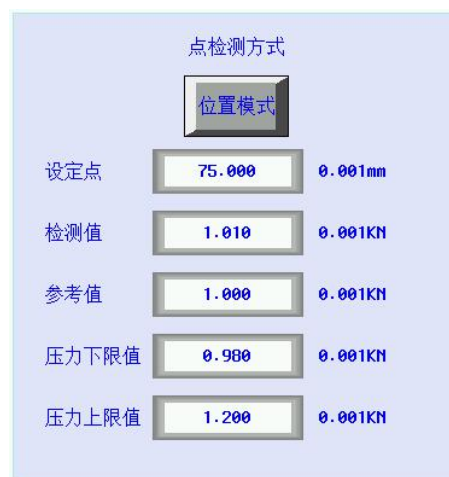 点检测方式
位置模式
设定点 75.000 0.001mm
检测值 1.010 0.001KN
参考值 1.000 0.001KN
压力下限值 0.980 0.001KN
压力上限值 1.200 0.001KN